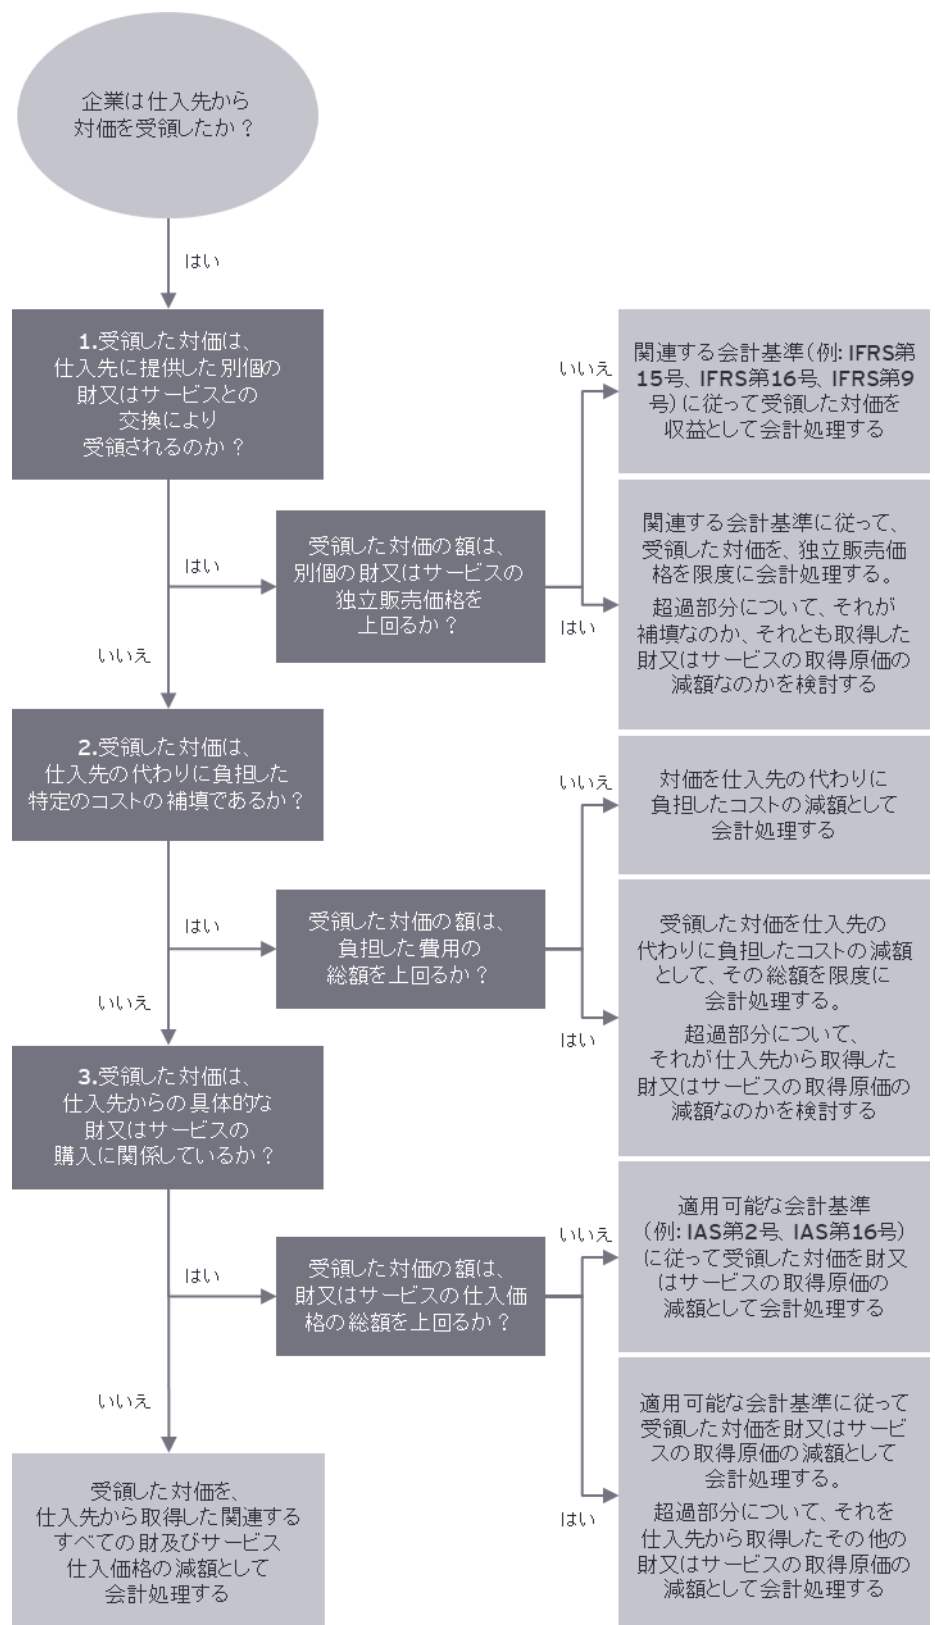 企業は仕入先から
対価を受領したか？
はい
1.受領した対価は、
仕入先に提供した別個の
財又はサービスとの
交換により
受領されるのか？
いいえ
関連する会計基準（例：IFRS第
15号、IFRS第16号、IFRS第9
号）に従って受領した対価を
収益として会計処理する
はい
受領した対価の額は、
別個の財又はサービスの
独立販売価格を
上回るか？
はい
関連する会計基準に従って、
受領した対価を、独立販売価
格を限度に会計処理する。
超過部分について、それが
補填なのか、それとも取得した
財又はサービスの取得原価の
減額なのかを検討する
いいえ
2.受領した対価は、
仕入先の代わりに負担した
特定のコストの補填であるか？
いいえ
対価を仕入先の代わりに
負担したコストの減額として
会計処理する
はい
受領した対価の額は、
負担した費用の
総額を上回るか？
はい
受領した対価を仕入先の
代わりに負担したコストの減額
として、その総額を限度に
会計処理する。
超過部分について、
それが仕入先から取得した
財又はサービスの取得原価の
減額なのかを検討する
いいえ
3.受領した対価は、
仕入先からの具体的な
財又はサービスの
購入に関係しているか？
いいえ
適用可能な会計基準
（例：IAS第2号、IAS第16号）
に従って受領した対価を財又
はサービスの取得原価の
減額として会計処理する
はい
受領した対価の額は、
財又はサービスの仕入価
格の総額を上回るか？
はい
適用可能な会計基準に従って
受領した対価を財又はサービ
スの取得原価の減額として
会計処理する。
超過部分について、それを
仕入先から取得したその他の
財又はサービスの取得原価の
減額として会計処理する
いいえ
受領した対価を、
仕入先から取得した関連する
すべての財及びサービス
仕入価格の減額として
会計処理する